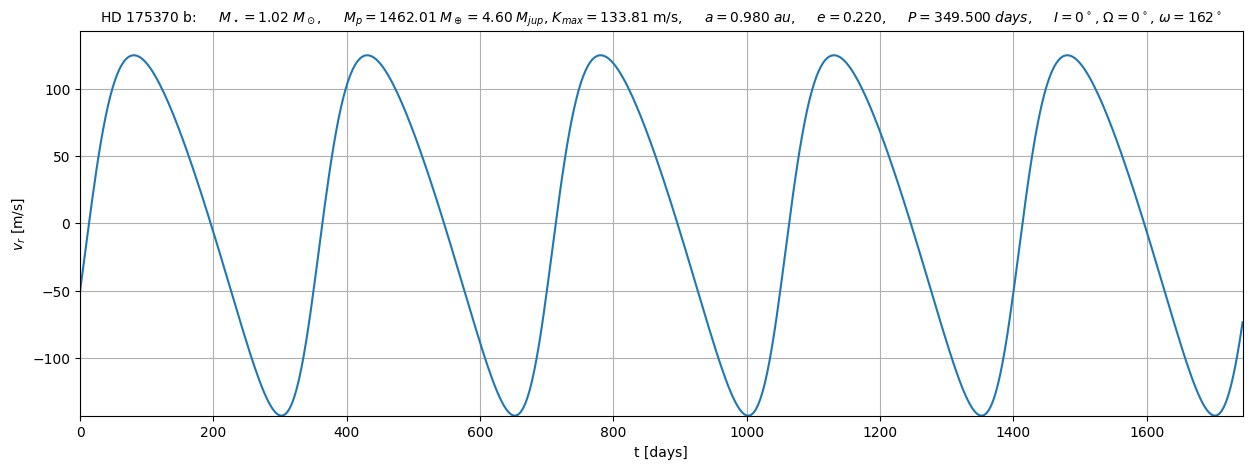 HD 175370 b: M⋆ = 1.02 M⊙, Mp = 1462.01 M⊕ = 4.60 Mjup, Kmax = 133.81 m/s, a = 0.980 au, e = 0.220, P = 349.500 days, I = 0°, Ω = 0°, ω = 162°
100
50
0
−50
−100
vr [m/s]
0 200 400 600 800 1000 1200 1400 1600
t [days]